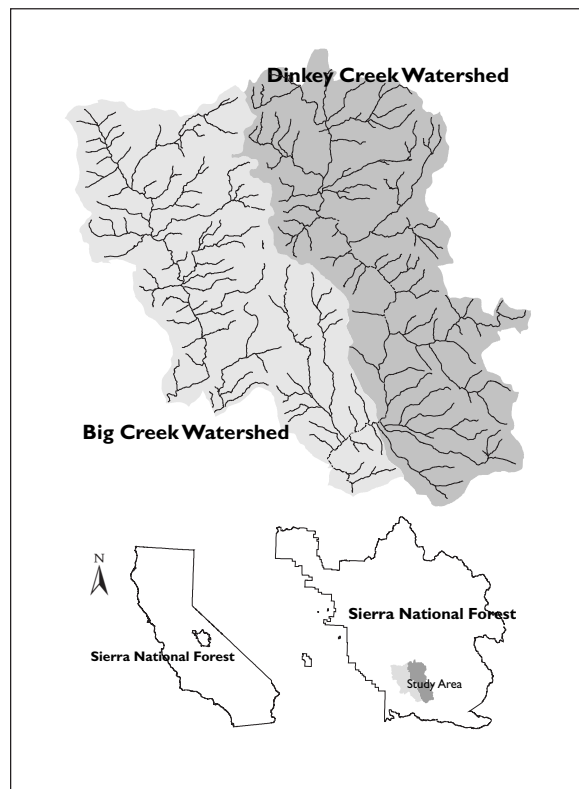 Dinkey Creek Watershed
Big Creek Watershed
N
Sierra National Forest
Sierra National Forest
Study Area